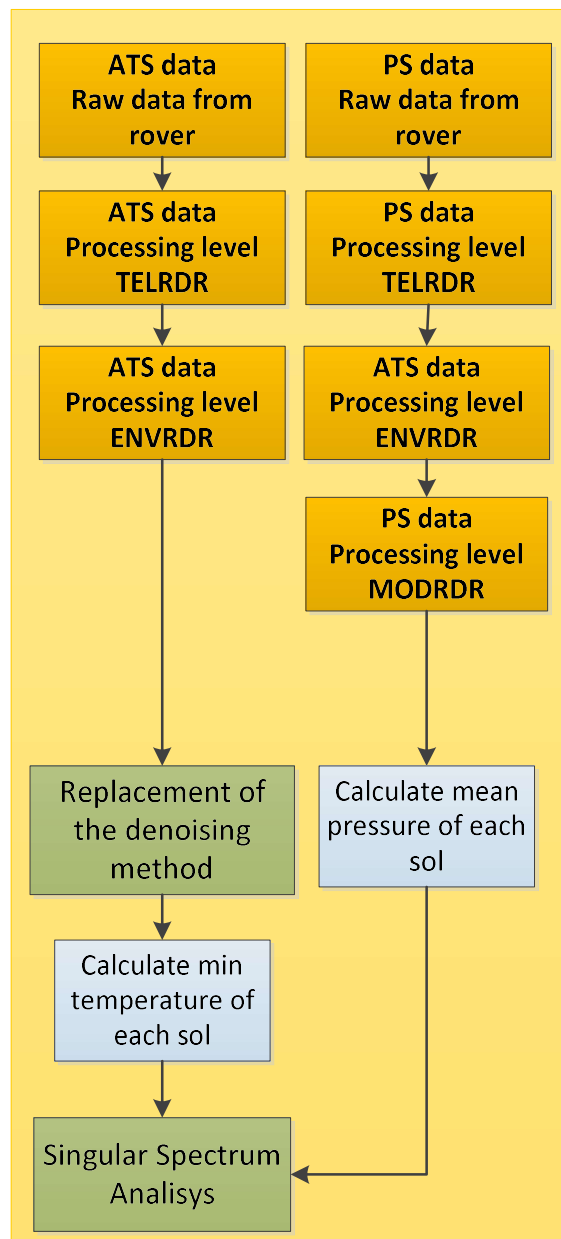 ATS data
Raw data from
rover
PS data
Raw data from
rover
ATS data
Processing level
TELRDR
PS data
Processing level
TELRDR
ATS data
Processing level
ENVRDR
ATS data
Processing level
ENVRDR
PS data
Processing level
MODRDR
Replacement of
the denoising
method
Calculate mean
pressure of each
sol
Calculate min
temperature of
each sol
Singular Spectrum
Analisys